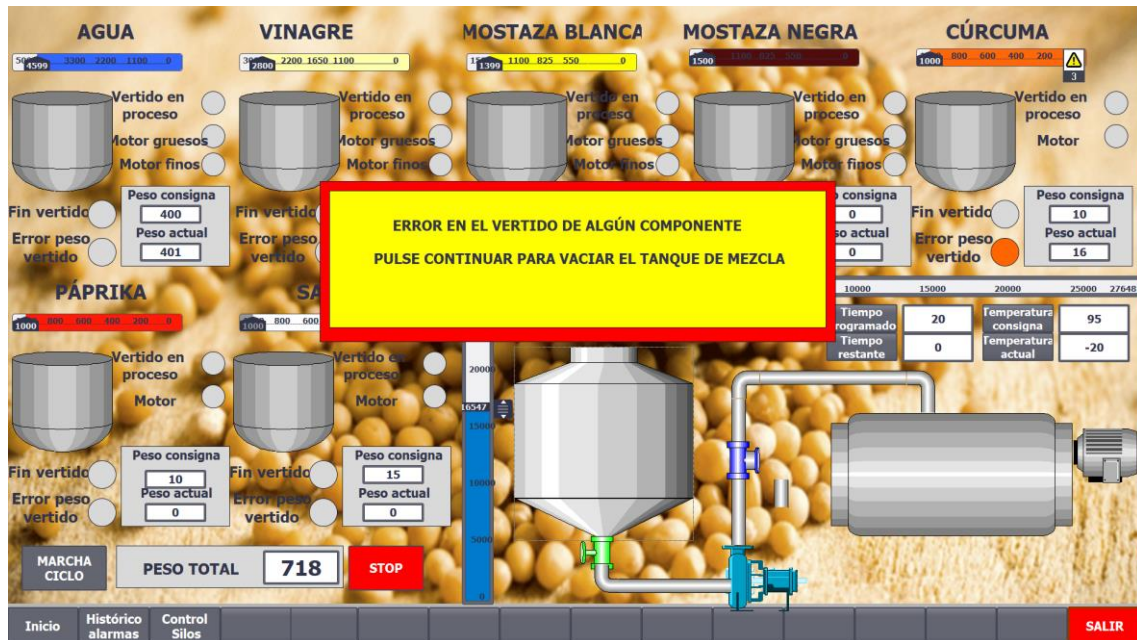 AGUA
VINAGRE
MOSTAZA BLANCA
MOSTAZA NEGRA
CÚRCUMA
4599 3300 2200 1100 0
2800 2200 1650 1100 0
1399 1100 825 550 0
1500 1100 825 550 0
1000 800 600 400 200
3
Vertido en
proceso
Motor gruesos
Motor finos
Vertido en
proceso
Motor gruesos
Motor finos
Vertido en
proceso
Motor gruesos
Motor finos
Vertido en
proceso
Motor gruesos
Motor finos
Vertido en
proceso
Motor
Peso consigna
400
Peso actual
401
Fin vertido
Error peso
vertido
Fin vertido
Error peso
vertido
ERROR EN EL VERTIDO DE ALGÚN COMPONENTE
PULSE CONTINUAR PARA VACIAR EL TANQUE DE MEZCLA
consigna
0
actual
0
Fin vertido
Error peso
vertido
Peso consigna
10
Peso actual
16
PÁPRIKA
SA
1000 800 600 400 200 0
1000 800 600
10000 15000 20000 25000 27648
Tiempo
rogramado
20
Temperatura
consigna
95
Tiempo
restante
0
Temperatura
actual
-20
Vertido en
proceso
Motor
Vertido en
proceso
Motor
20000
16547
15000
10000
5000
0
Fin vertido
Error peso
vertido
Peso consigna
10
Peso actual
0
Fin vertido
Error peso
vertido
Peso consigna
15
Peso actual
0
MARCHA
CICLO
PESO TOTAL
718
STOP
Inicio
Histórico
alarmas
Control
Silos
SALIR